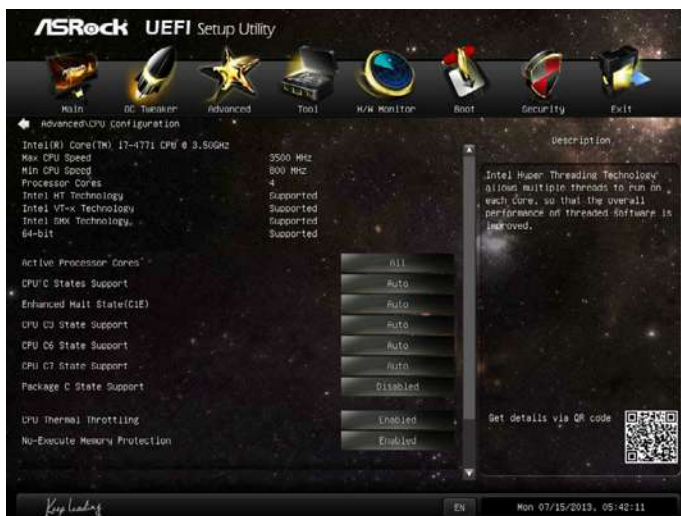 ASRock UEFI Setup Utility
Main OC Tweaker Advanced Tool H/W Monitor Boot Security Exit
Advanced\CPU Configuration
Description
Intel(R) Core(TM) i7-4771 CPU @ 3.50GHz
Max CPU Speed 3500 MHz
Min CPU Speed 800 MHz
Processor Cores 4
Intel HT Technology Supported
Intel VT-x Technology Supported
Intel SMX Technology Supported
64-bit Supported
Intel Hyper Threading Technology
allows multiple threads to run on
each core, so that the overall
performance on threaded software is
improved.
Active Processor Cores All
CPU C States Support Auto
Enhanced Halt State(C1E) Auto
CPU C3 State Support Auto
CPU C6 State Support Auto
CPU C7 State Support Auto
Package C State Support Disabled
CPU Thermal Throttling Enabled
No-Execute Memory Protection Enabled
Get details via QR code
Keep Leading
EN
Mon 07/15/2013, 05:42:11